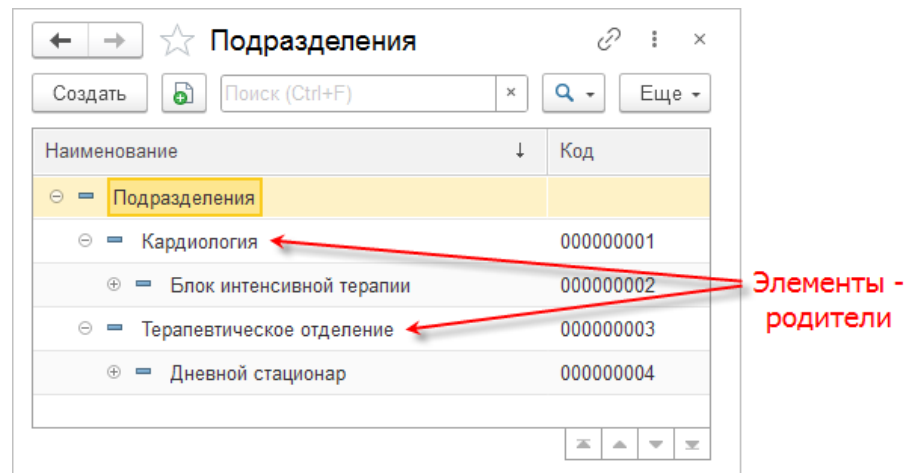 Подразделения
Создать Поиск (Ctrl+F) × Еще
Наименование ↓ Код
Подразделения
Кардиология 000000001
Блок интенсивной терапии 000000002
Терапевтическое отделение 000000003
Дневной стационар 000000004
Элементы -
родители